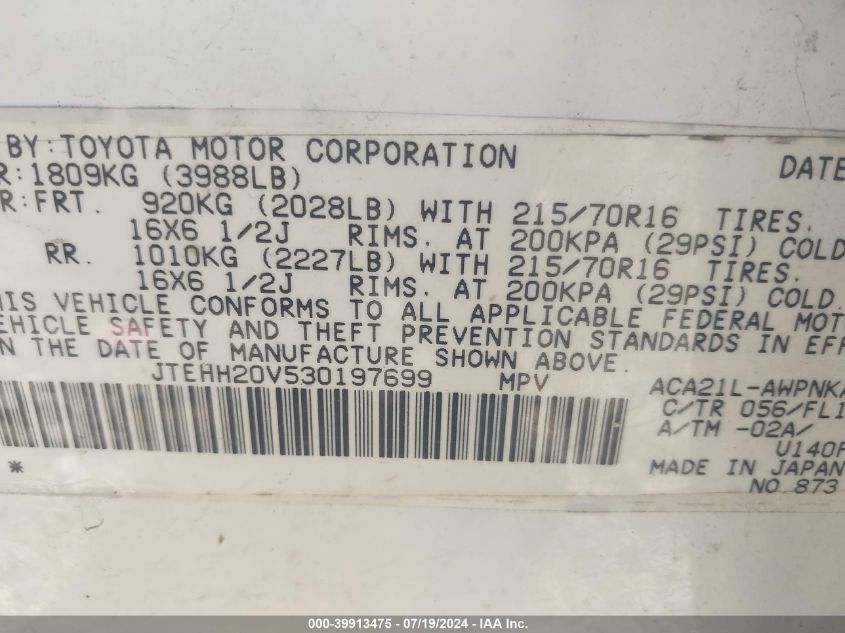 BY: TOYOTA MOTOR CORPORATION DATE
R: 1809KG (3988LB)
R: FRT. 920KG (2028LB) WITH 215/70R16 TIRES.
16X6 1/2J RIMS. AT 200KPA (29PSI) COLD
RR. 1010KG (2227LB) WITH 215/70R16 TIRES.
16X6 1/2J RIMS. AT 200KPA (29PSI) COLD.
HIS VEHICLE CONFORMS TO ALL APPLICABLE FEDERAL MOT
EHICLE SAFETY AND THEFT PREVENTION STANDARDS IN EFF
N THE DATE OF MANUFACTURE SHOWN ABOVE.
JTEHH20V530197699 MPV
ACA21L-AWPNKA
C/TR 056/FL1
A/TM -02A/
U140F
MADE IN JAPAN
* NO 873
000-39913475 - 07/19/2024 - IAA Inc.